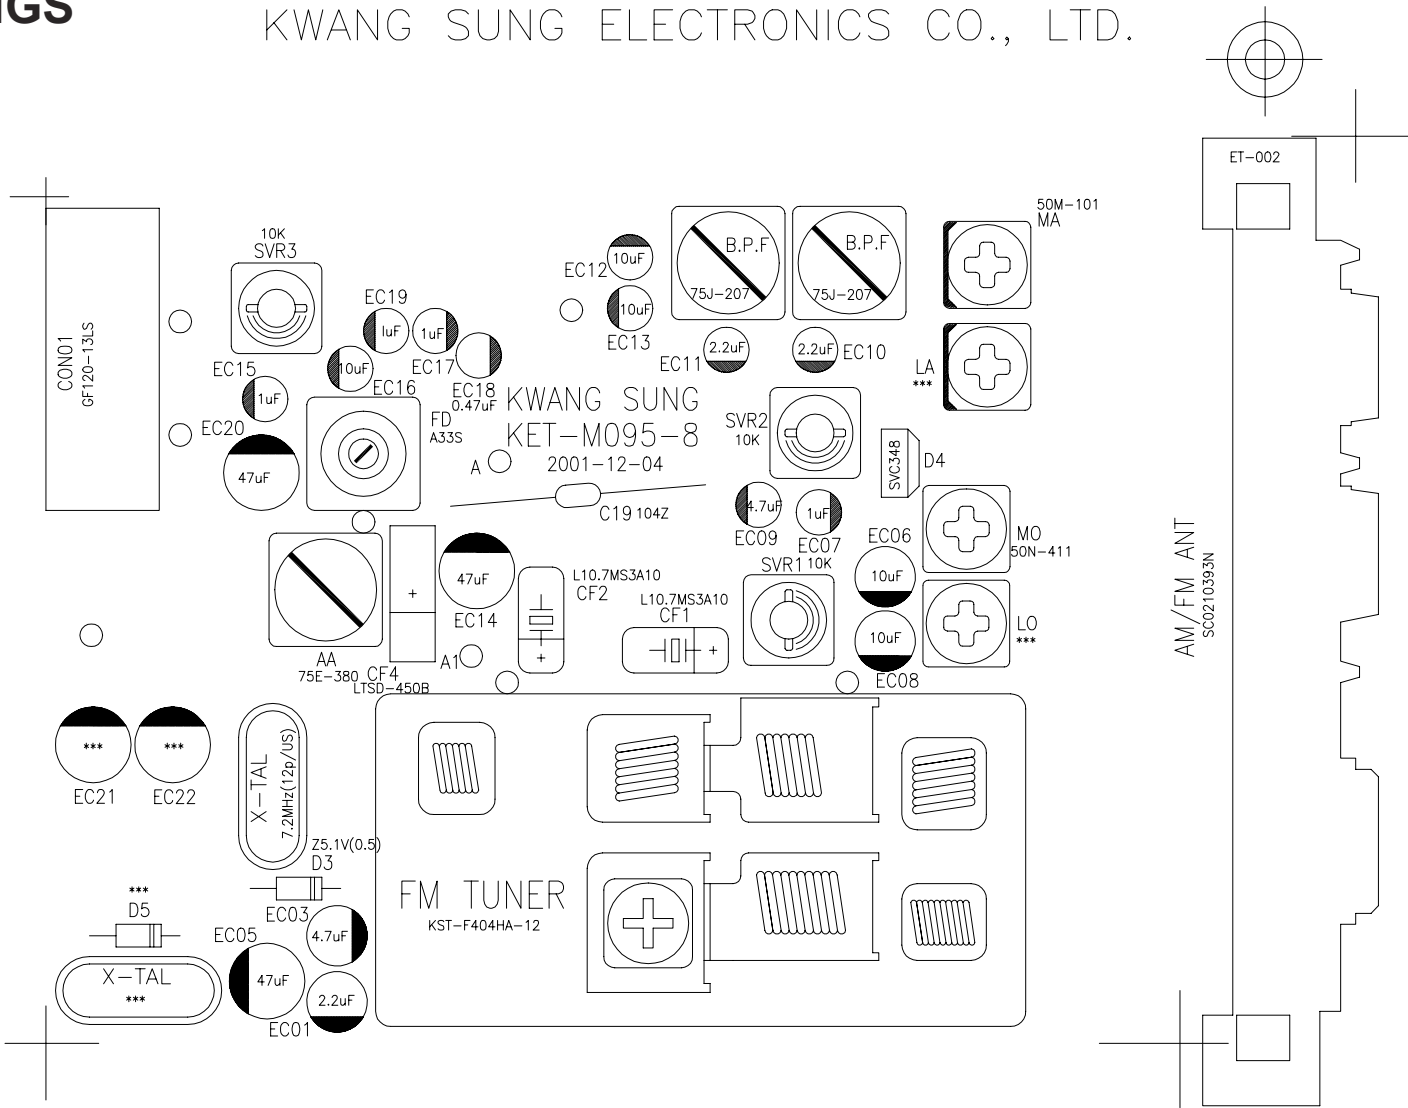 KWANG SUNG ELECTRONICS CO., LTD.
ET-002
50M-101
MA
10K
SVR3
B.P.F
75J-207
B.P.F
75J-207
EC12
10uF
10uF
EC13
EC19
1uF
1uF
EC17
EC18
0.47uF
10uF
EC16
EC15
1uF
EC20
47uF
CON01
GF120-13LS
2.2uF
EC11
2.2uF
EC10
LA
***
FD
A33S
KWANG SUNG
KET-M095-8
2001-12-04
A
C19 104Z
SVR2
10K
SVC348
D4
4.7uF
EC09
1uF
EC07
EC06
10uF
MO
50N-411
SVR1 10K
LO
***
10uF
EC08
AM/FM ANT
SC0210393N
47uF
EC14
L10.7MS3A10
CF2
+
L10.7MS3A10
CF1
+
+
AA
75E-380
CF4
LTSD-450B
A1
***
EC21
***
EC22
X-TAL
7.2MHz(12p/US)
Z5.1V(0.5)
D3
FM TUNER
KST-F404HA-12
***
D5
EC03
4.7uF
EC05
47uF
2.2uF
EC01
X-TAL
***